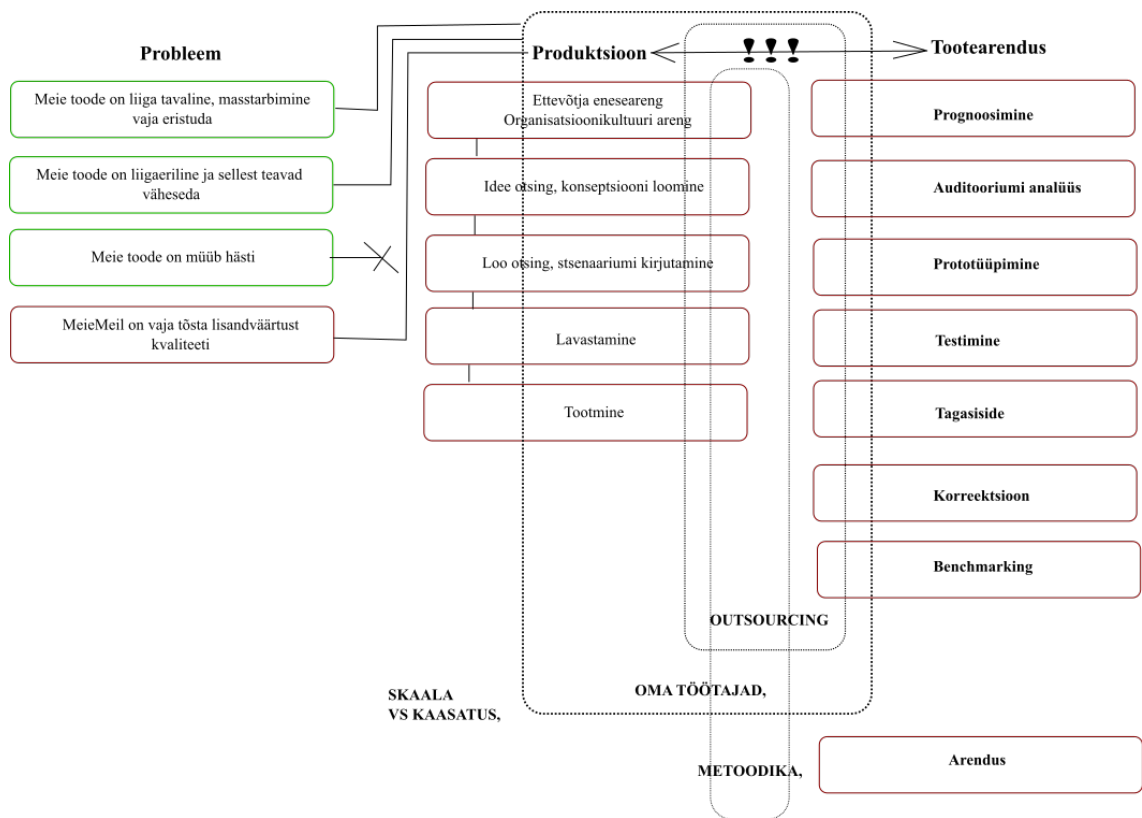 Probleem
Meie toode on liiga tavaline, masstarbimine
vaja eristuda
Meie toode on liigaeriline ja sellest teavad
väheseda
Meie toode on müüb hästi
MeieMeil on vaja tõsta lisandväärtust
kvaliteeti
Produktsioon
Ettevõtja eneseareng
Organisatsioonikultuuri areng
Idee otsing, konseptsiooni loomine
Loo otsing, stsenaariumi kirjutamine
Lavastamine
Tootmine
!!!
Tootearendus
Prognoosimine
Auditooriumi analüüs
Prototüüpimine
Testimine
Tagasiside
Korreektsioon
Benchmarking
OUTSOURCING
OMA TÖÖTAJAD,
SKAALA
VS KAASATUS,
METOODIKA,
Arendus